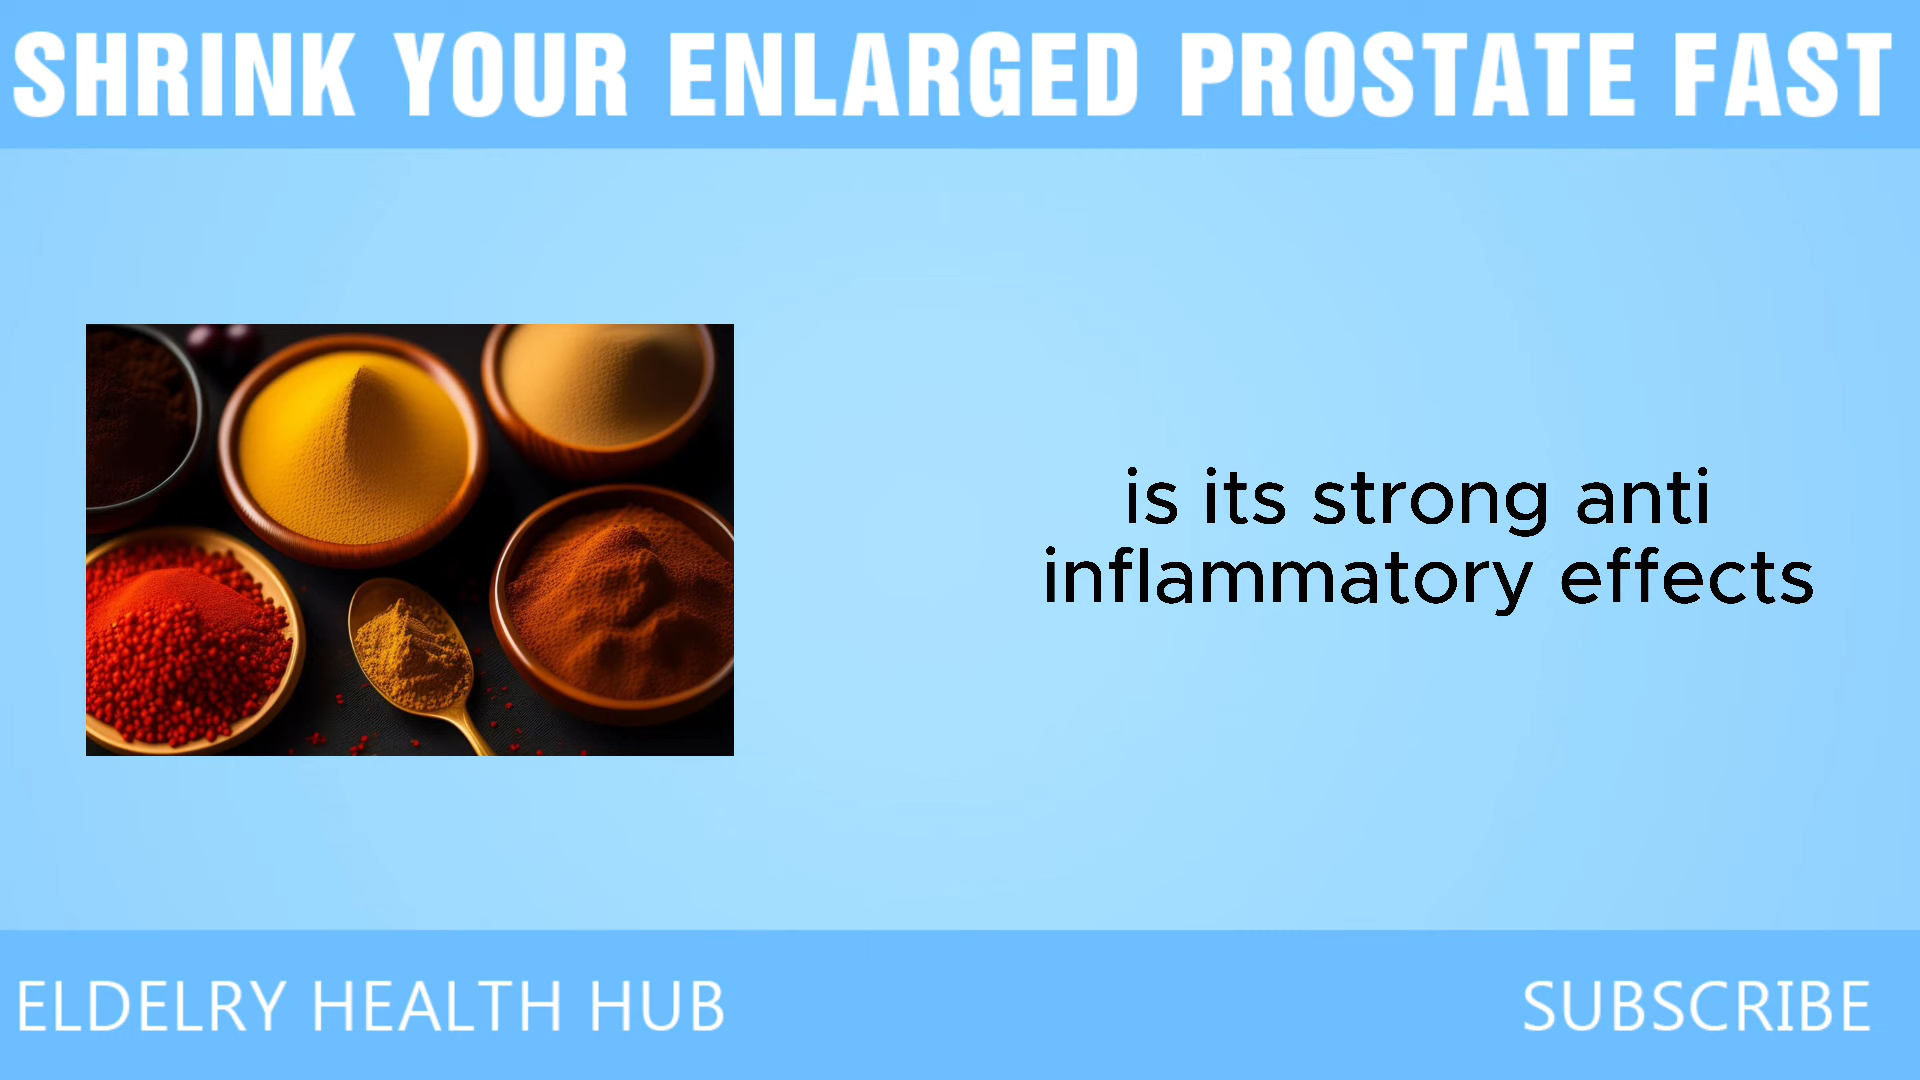 SHRINK YOUR ENLARGED PROSTATE FAST
is its strong anti
inflammatory effects
ELDELRY HEALTH HUB
SUBSCRIBE